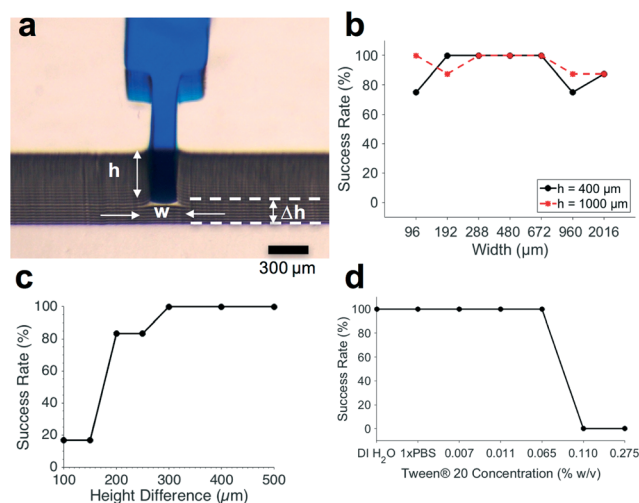 a
h
w
Δh
300 µm
b
Success Rate (%)
100
80
60
40
20
0
h = 400 µm
h = 1000 µm
96 192 288 480 672 960 2016
Width (µm)
c
Success Rate (%)
100
80
60
40
20
0
100 200 300 400 500
Height Difference (µm)
d
Success Rate (%)
100
80
60
40
20
0
DI H₂O 1xPBS 0.007 0.011 0.065 0.110 0.275
Tween® 20 Concentration (% w/v)